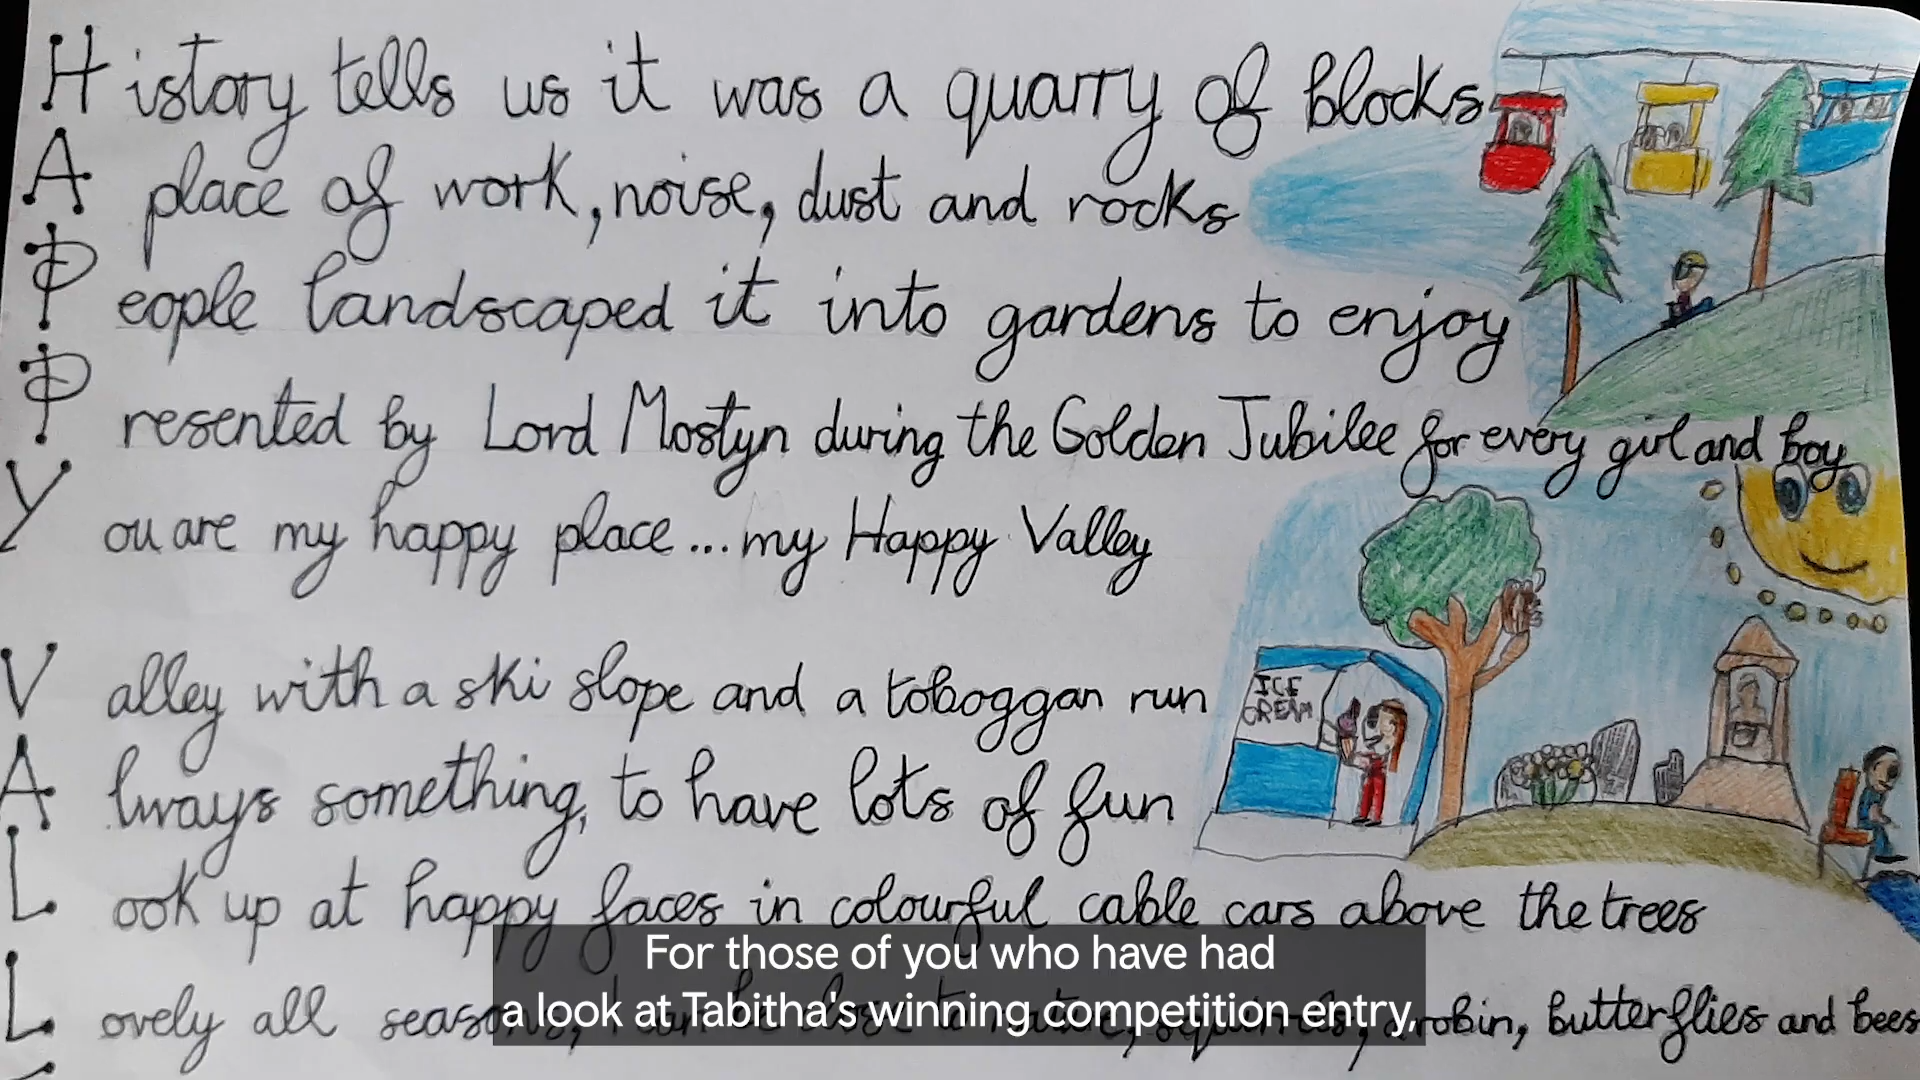 History tells us it was a quarry of blocks
A place of work, noise, dust and rocks
People landscaped it into gardens to enjoy
Presented by Lord Mostyn during the Golden Jubilee for every girl and boy
You are my happy place... my Happy Valley
Valley with a ski slope and a toboggan run
Always something, to have lots of fun
Look up at happy faces in colourful cable cars above the trees
Lovely all seasons, robin, butterflies and bees
ICE
CREAM
For those of you who have had
a look at Tabitha's winning competition entry,